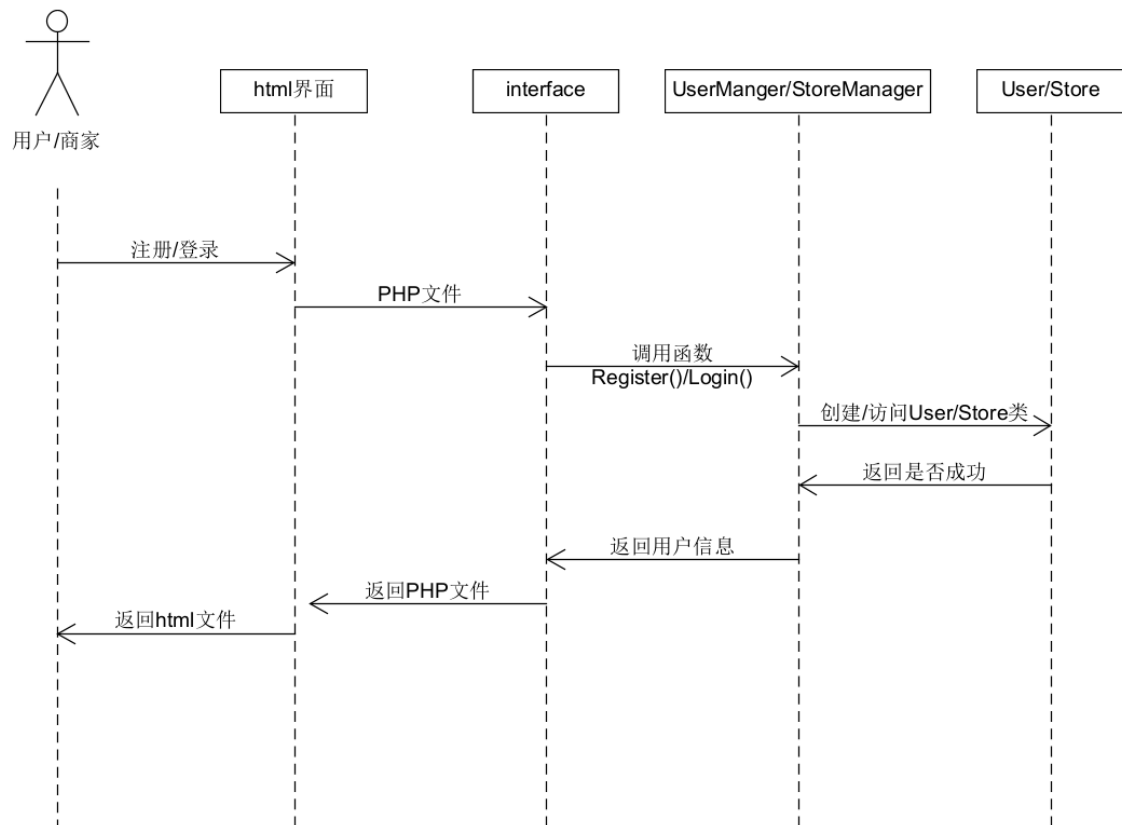 html界面
interface
UserManger/StoreManager
User/Store
用户/商家
注册/登录
PHP文件
调用函数
Register()/Login()
创建/访问User/Store类
返回是否成功
返回用户信息
返回PHP文件
返回html文件